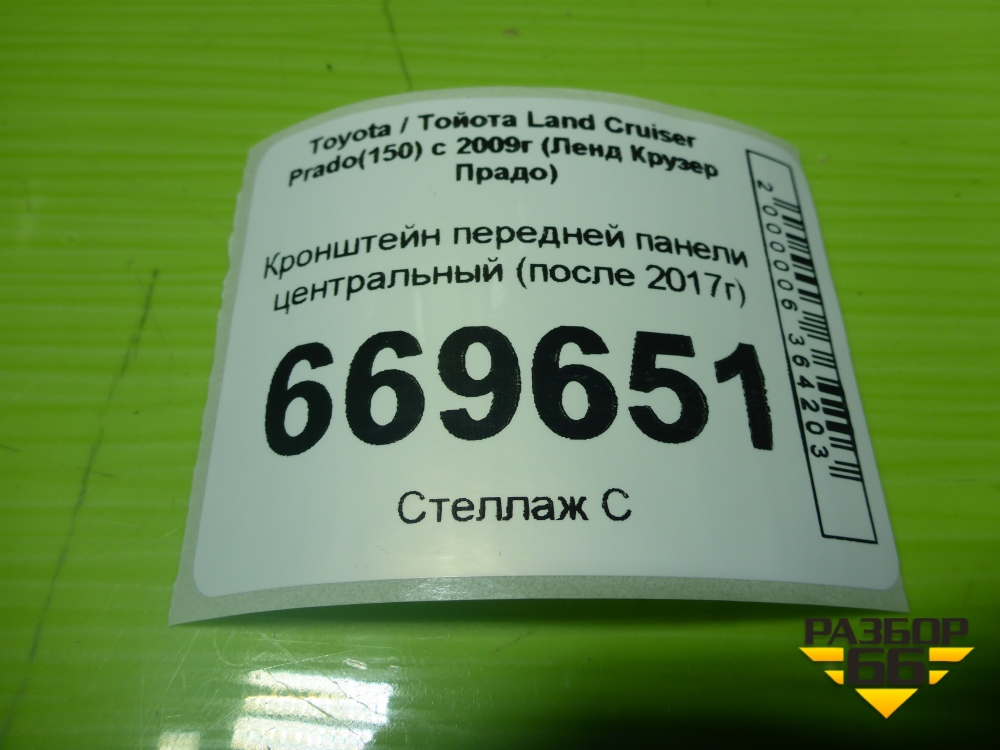 Toyota / Тойота Land Cruiser
Prado(150) с 2009г (Ленд Крузер
Прадо)
Кронштейн передней панели
центральный (после 2017г)
669651
Стеллаж С
2000006364203
РАЗБОР
66